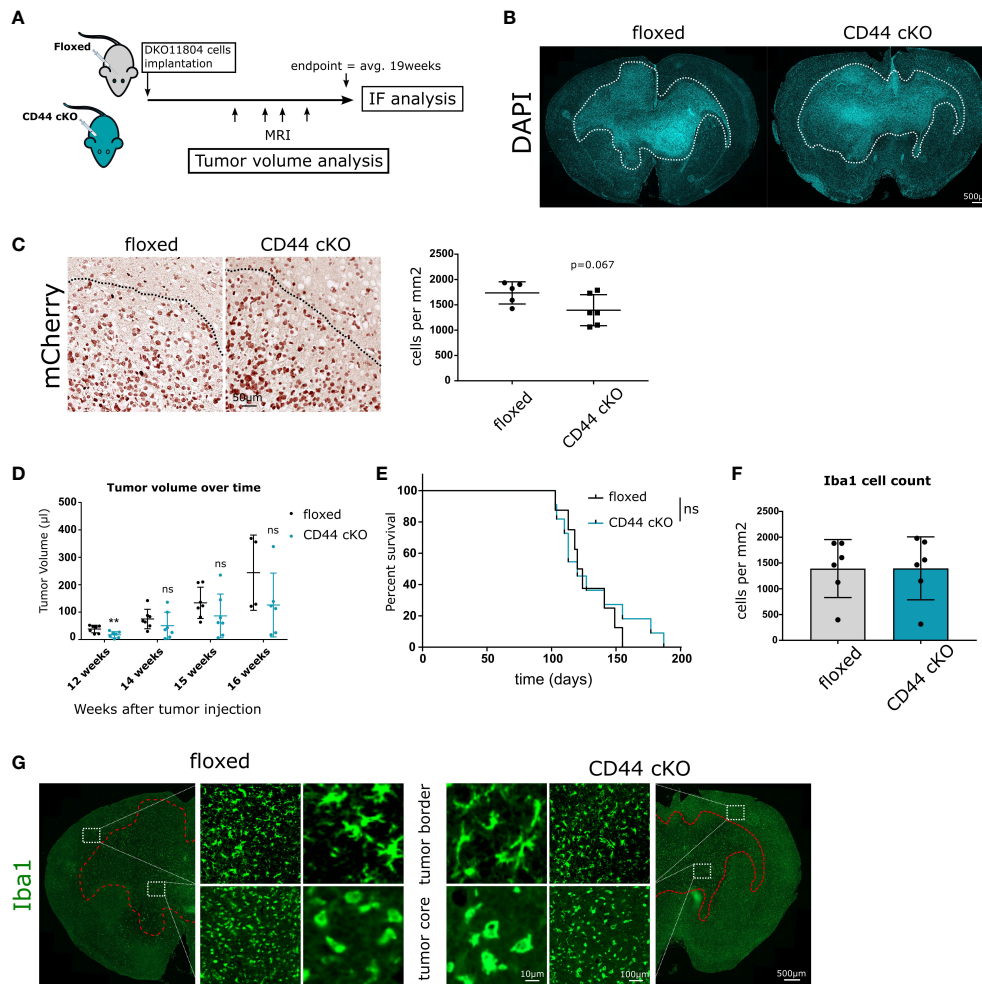 A
Floxed
DKO11804 cells
implantation
endpoint = avg. 19weeks
IF analysis
CD44 cKO
MRI
Tumor volume analysis
B
floxed
CD44 cKO
DAPI
500µ
C
floxed
CD44 cKO
mCherry
50µm
2500
2000
1500
1000
500
0
cells per mm2
p=0.067
floxed
CD44 cKO
D
Tumor volume over time
500
400
300
200
100
0
Tumor Volume (µl)
floxed
CD44 cKO
**
ns
ns
ns
12 weeks
14 weeks
15 weeks
16 weeks
Weeks after tumor injection
E
100
80
60
40
20
0
Percent survival
floxed
CD44 cKO
ns
0
50
100
150
200
time (days)
F
Iba1 cell count
2500
2000
1500
1000
500
0
cells per mm2
floxed
CD44 cKO
G
floxed
CD44 cKO
Iba1
tumor border
tumor core
10µm
100µm
500µm